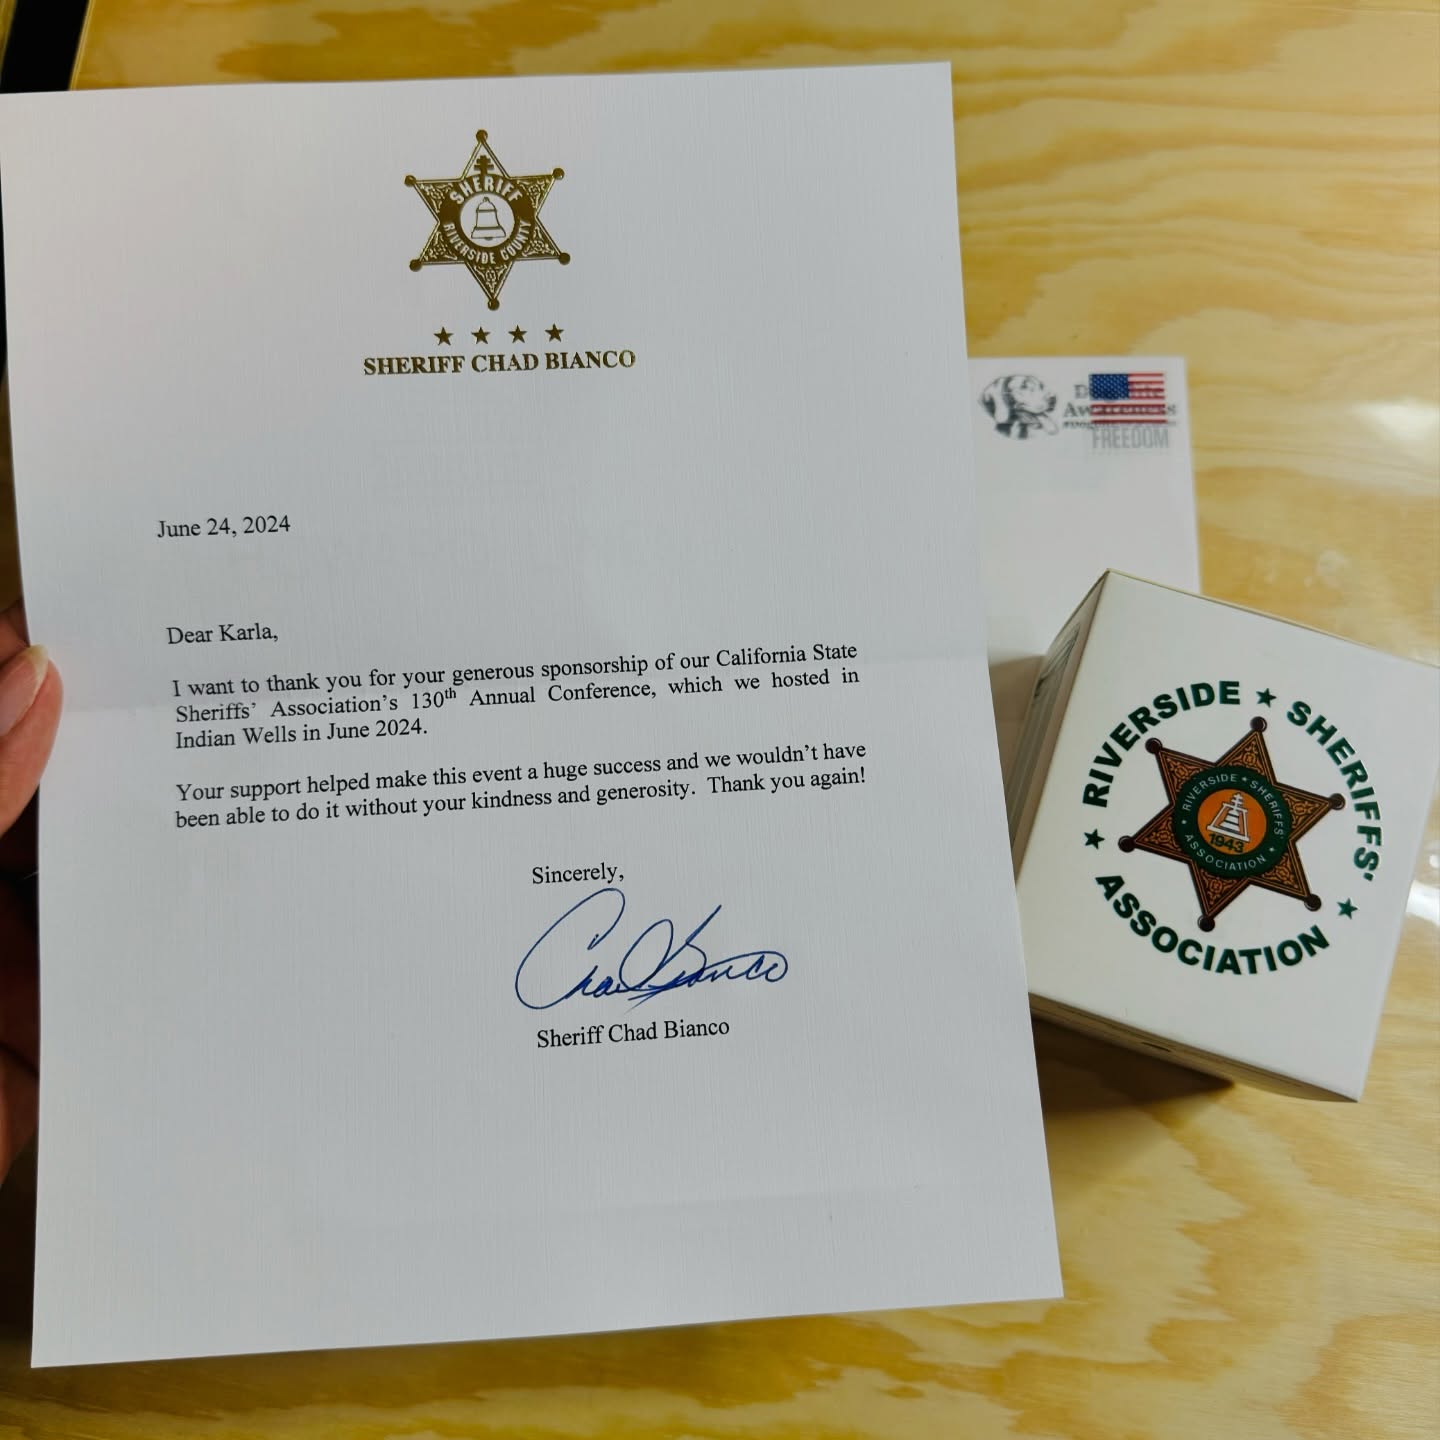 SHERIFF
RIVERSIDE COUNTY
SHERIFF CHAD BIANCO
June 24, 2024
Dear Karla,
I want to thank you for your generous sponsorship of our California State
Sheriffs' Association's 130th Annual Conference, which we hosted in
Indian Wells in June 2024.
Your support helped make this event a huge success and we wouldn't have
been able to do it without your kindness and generosity. Thank you again!
Sincerely,
Chad Bianco
Sheriff Chad Bianco
Awareness
FREEDOM
RIVERSIDE ★ SHERIFFS'
★ ASSOCIATION ★
RIVERSIDE ★ SHERIFFS'
1943
ASSOCIATION